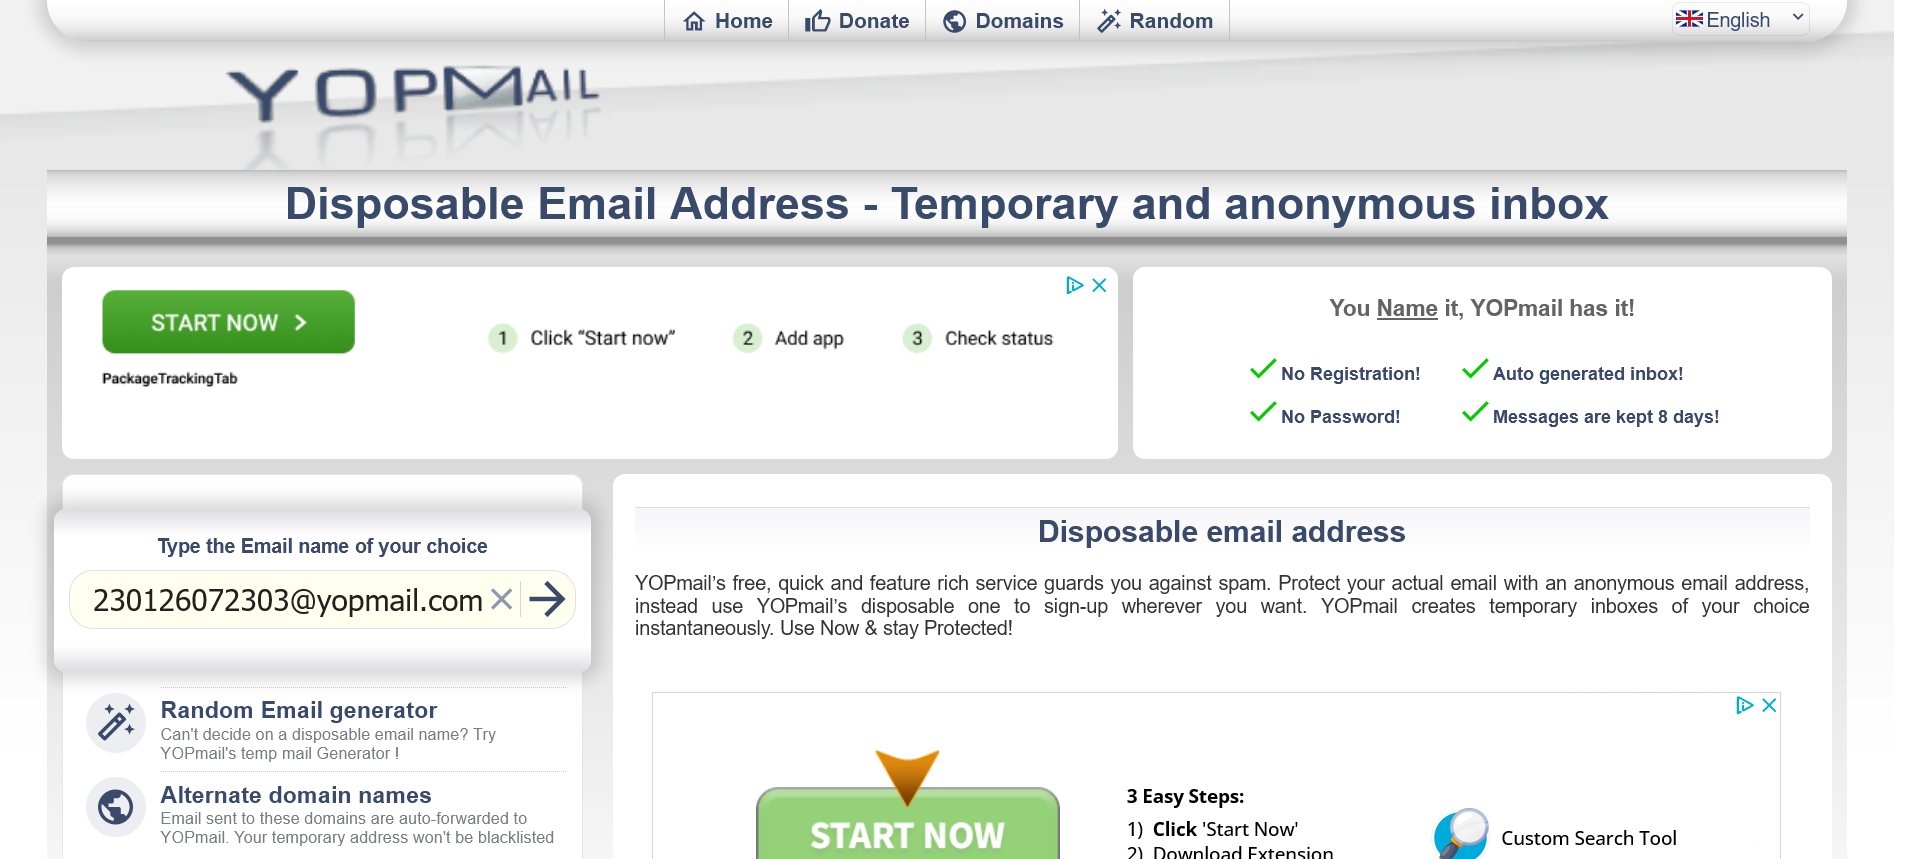 Home
Donate
Domains
Random
English
YOPMAIL
Disposable Email Address - Temporary and anonymous inbox
START NOW
PackageTrackingTab
1 Click “Start now”
2 Add app
3 Check status
You Name it, YOPmail has it!
No Registration!
Auto generated inbox!
No Password!
Messages are kept 8 days!
Type the Email name of your choice
230126072303@yopmail.com
Random Email generator
Can't decide on a disposable email name? Try
YOPmail's temp mail Generator !
Alternate domain names
Email sent to these domains are auto-forwarded to
YOPmail. Your temporary address won't be blacklisted
Disposable email address
YOPmail’s free, quick and feature rich service guards you against spam. Protect your actual email with an anonymous email address,
instead use YOPmail’s disposable one to sign-up wherever you want. YOPmail creates temporary inboxes of your choice
instantaneously. Use Now & stay Protected!
START NOW
3 Easy Steps:
1) Click 'Start Now'
2) Download Extension
Custom Search Tool